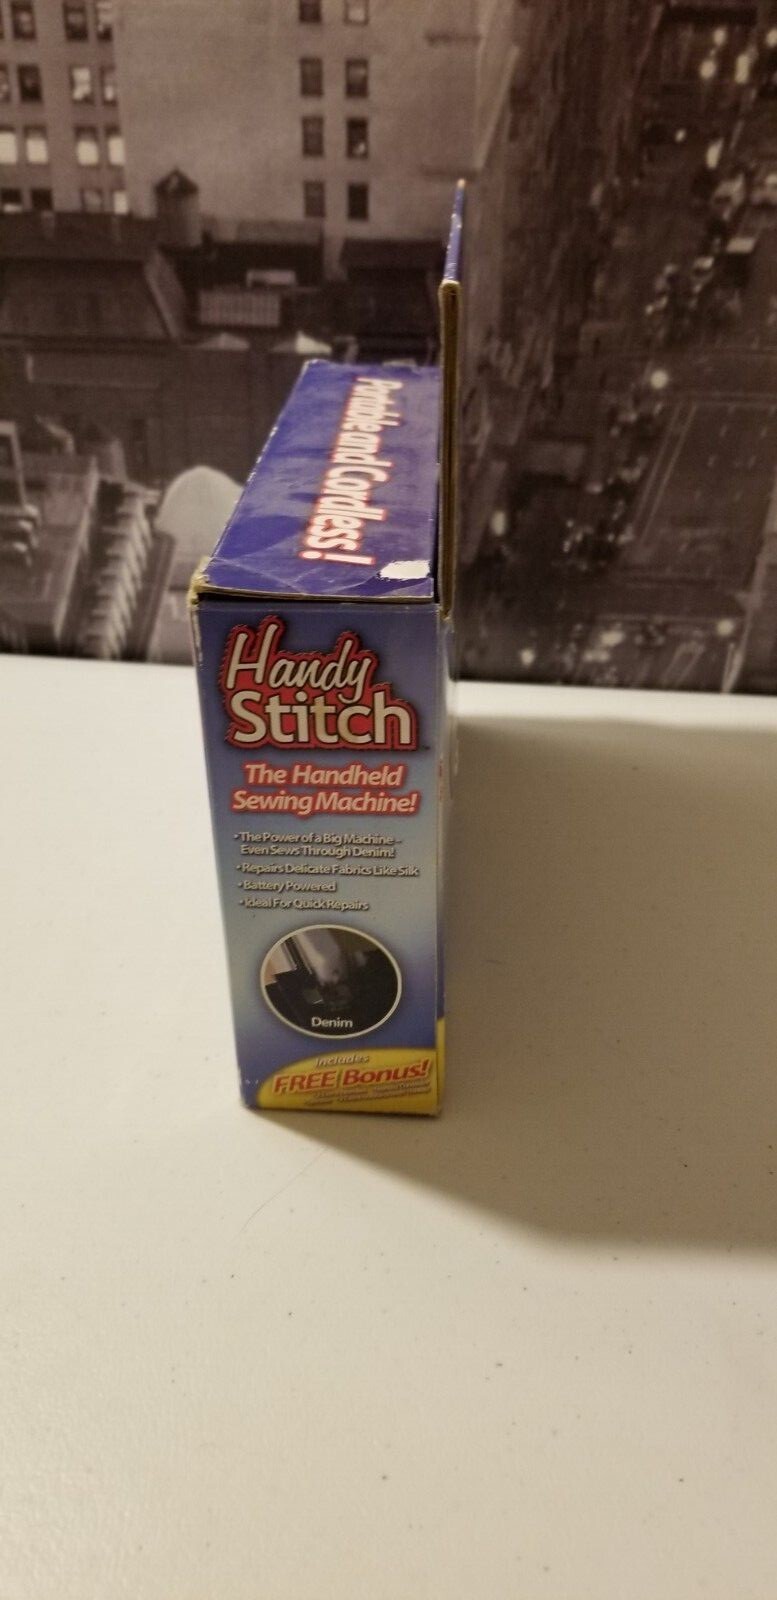 Portable and Cordless!
Handy
Stitch
The Handheld
Sewing Machine!
• The Power of a Big Machine –
Even Sews Through Denim!
• Repairs Delicate Fabrics Like Silk
• Battery Powered
• Ideal For Quick Repairs
Denim
Includes
FREE Bonus!